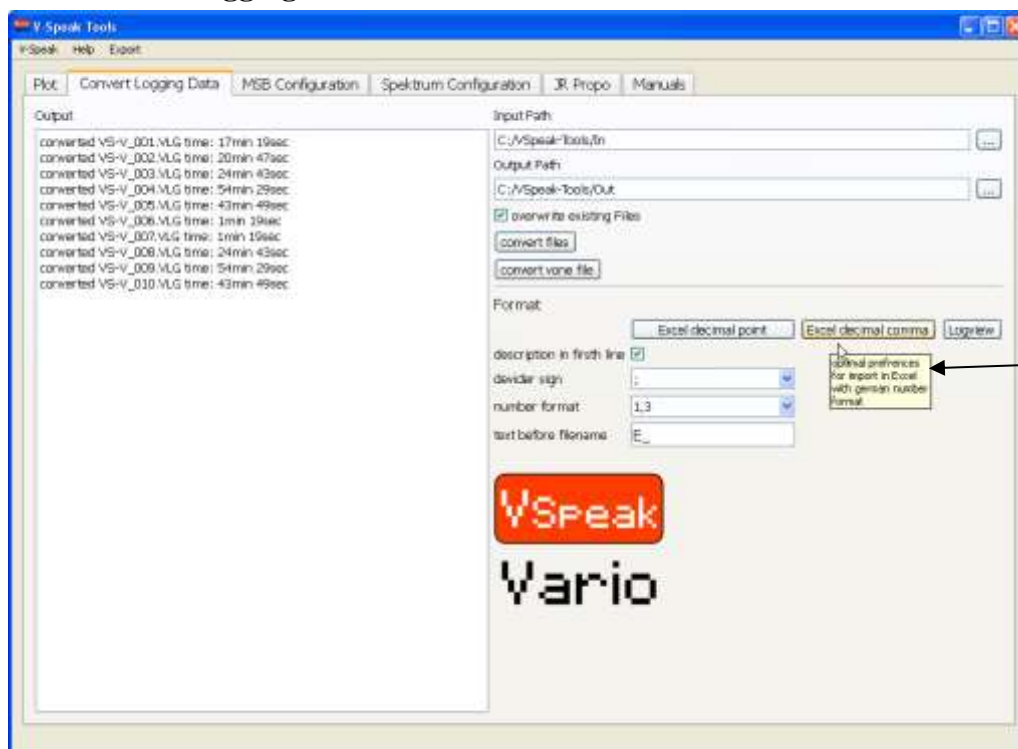 V-Speak Tools
V-Speak Help Export
Plot Convert Logging Data MSB Configuration Spektrum Configuration JR Propo Manuals
Output
converted VS-V_001.VLG time: 17min 19sec
converted VS-V_002.VLG time: 20min 47sec
converted VS-V_003.VLG time: 24min 43sec
converted VS-V_004.VLG time: 54min 29sec
converted VS-V_005.VLG time: 43min 49sec
converted VS-V_006.VLG time: 1min 19sec
converted VS-V_007.VLG time: 1min 19sec
converted VS-V_008.VLG time: 24min 43sec
converted VS-V_009.VLG time: 54min 29sec
converted VS-V_010.VLG time: 43min 49sec
Input Path
C:/VSpeak-Tools/In
...
Output Path
C:/VSpeak-Tools/Out
...
overwrite existing Files
convert files
convert vone file
Format
Excel decimal point Excel decimal comma Logview
description in firsth line
devider sign ;
number format 1,3
text before filename E_
optimal prefrences
for import in Excel
with german number
format
VSpeak
Vario